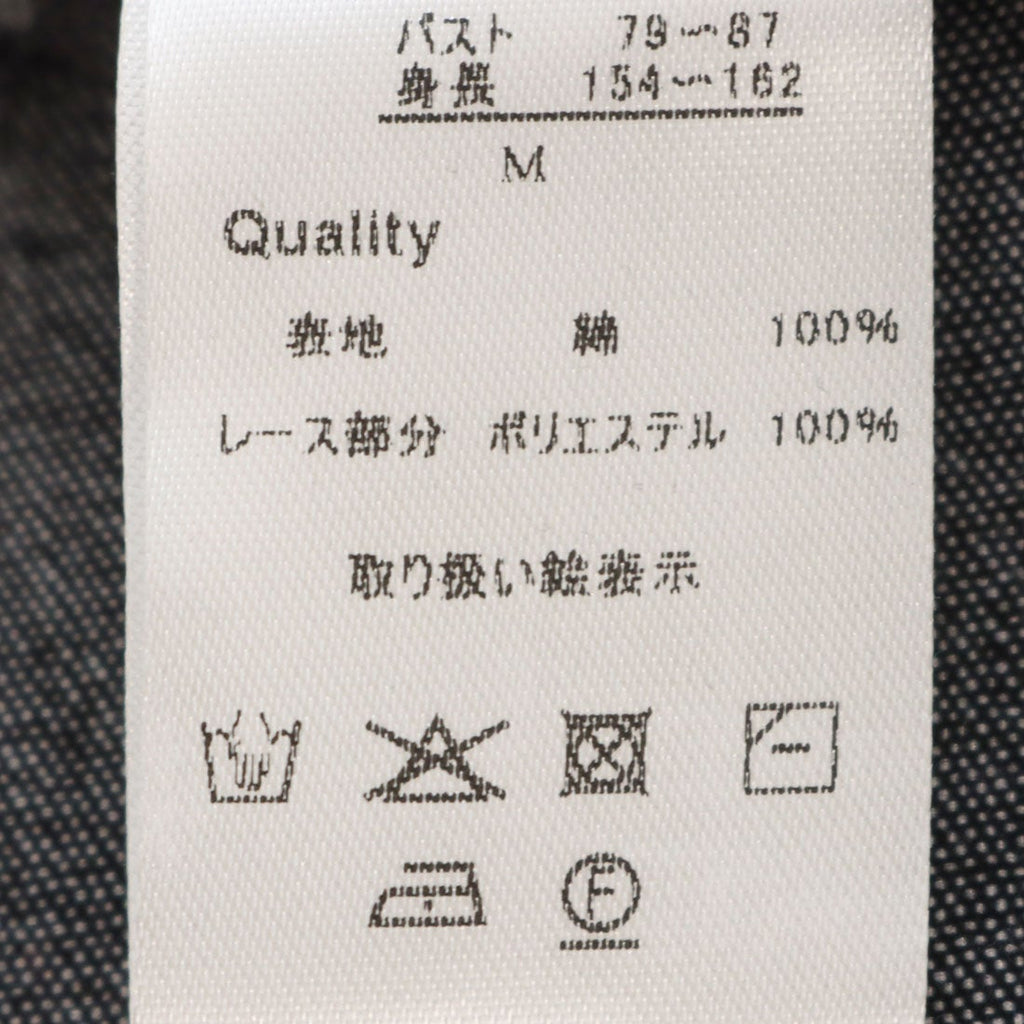 バスト 79~87
身長 154~162
M
Quality
表地 綿 100%
レース部分 ポリエステル 100%
取り扱い絵表示
F